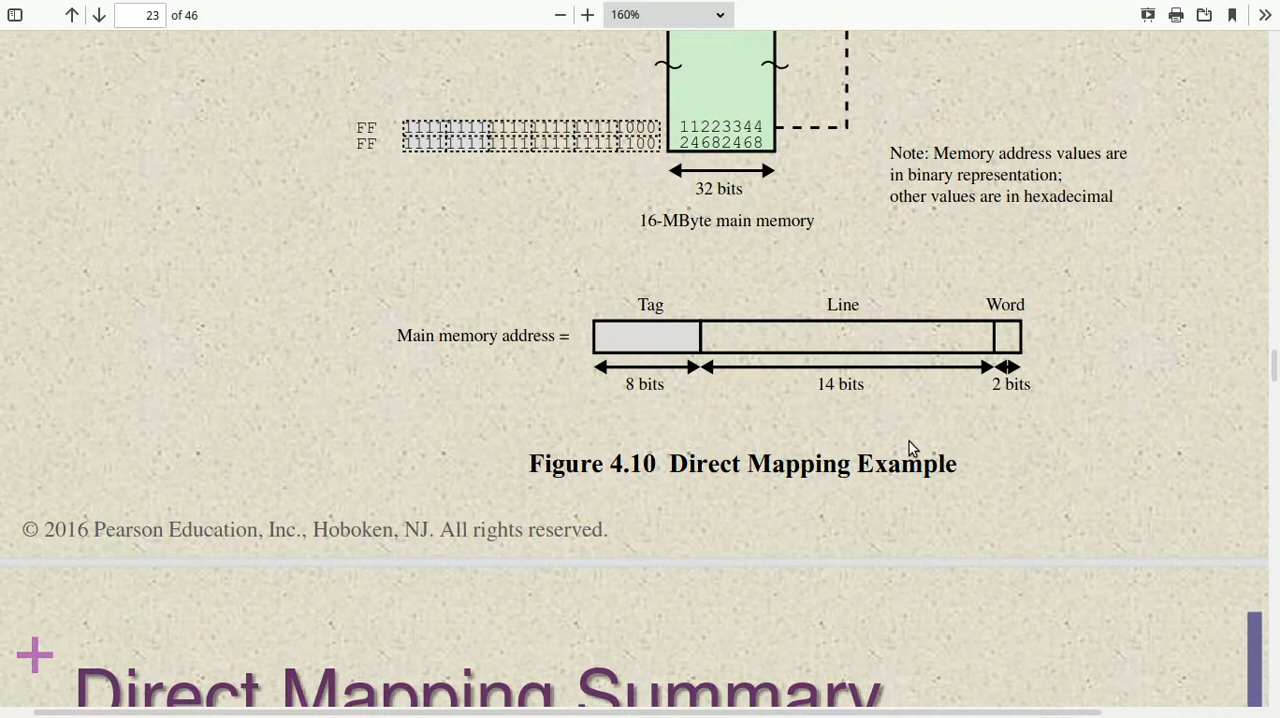 23 of 46
160%
FF 111111111111111111111000 11223344
FF 111111111111111111111100 24682468
32 bits
16-MByte main memory
Note: Memory address values are
in binary representation;
other values are in hexadecimal
Tag Line Word
Main memory address =
8 bits 14 bits 2 bits
Figure 4.10 Direct Mapping Example
© 2016 Pearson Education, Inc., Hoboken, NJ. All rights reserved.
+
Direct Mapping Summary